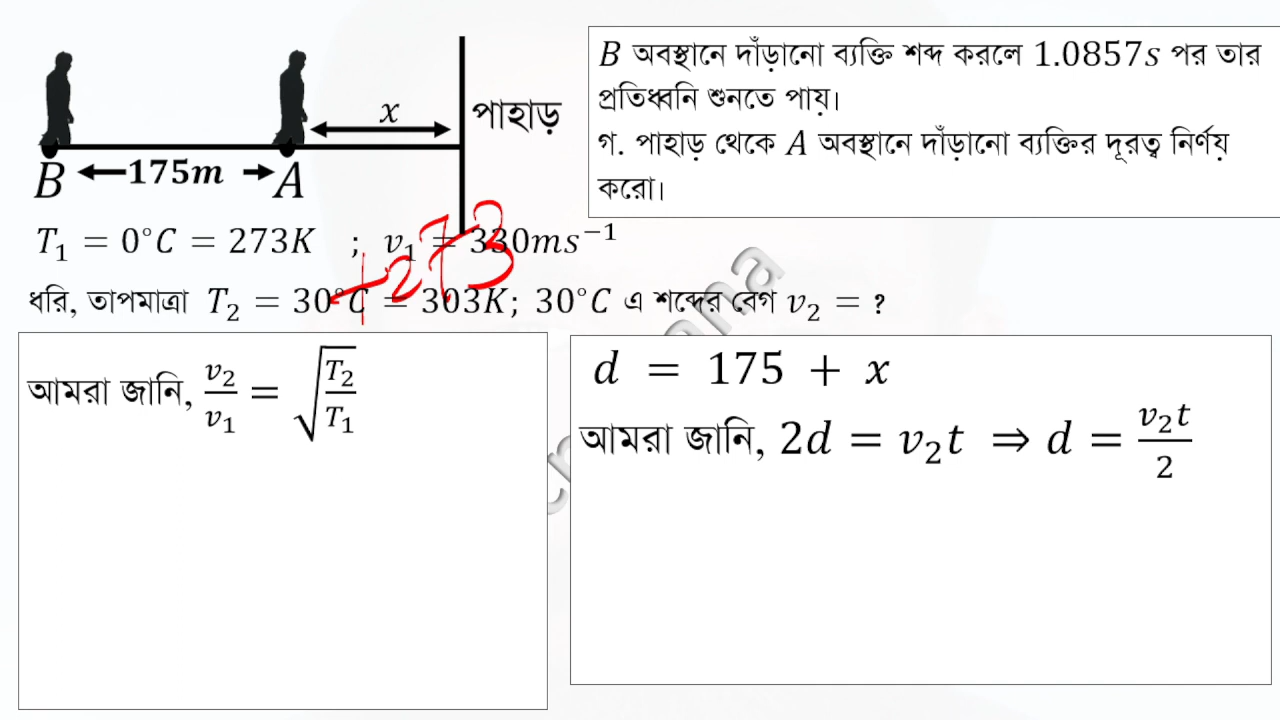 x
পাহাড়
B 175m A
B অবস্থানে দাঁড়ানো ব্যক্তি শব্দ করলে 1.0857s পর তার
প্রতিধ্বনি শুনতে পায়।
গ. পাহাড় থেকে A অবস্থানে দাঁড়ানো ব্যক্তির দূরত্ব নির্ণয়
করো।
T₁ = 0°C = 273K ; v₁ = 330ms⁻¹
+273
ধরি, তাপমাত্রা T₂ = 30°C = 303K; 30°C এ শব্দের বেগ v₂ = ?
আমরা জানি, v₂/v₁ = √(T₂/T₁)
d = 175 + x
আমরা জানি, 2d = v₂t ⇒ d = v₂t/2